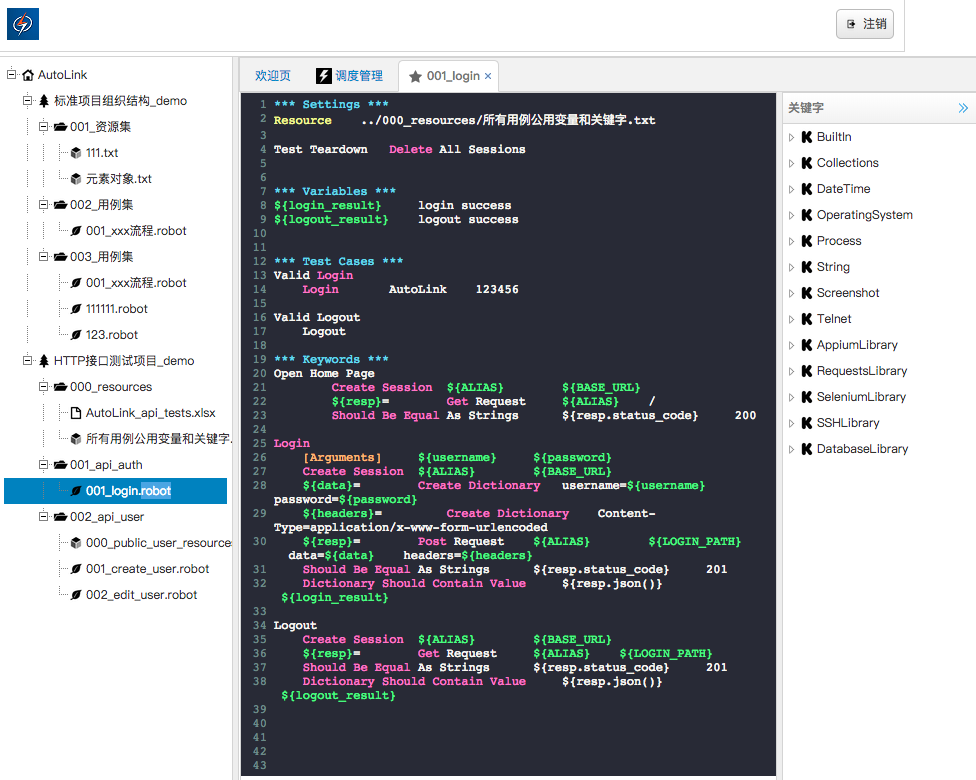 注销
AutoLink
标准项目组织结构_demo
001_资源集
111.txt
元素对象.txt
002_用例集
001_xxx流程.robot
003_用例集
001_xxx流程.robot
111111.robot
123.robot
HTTP接口测试项目_demo
000_resources
AutoLink_api_tests.xlsx
所有用例公用变量和关键字.
001_api_auth
001_login.robot
002_api_user
000_public_user_resource
001_create_user.robot
002_edit_user.robot
欢迎页 调度管理 001_login ×
1 *** Settings ***
2 Resource    ../000_resources/所有用例公用变量和关键字.txt
3
4 Test Teardown   Delete All Sessions
5
6
7 *** Variables ***
8 ${login_result}     login success
9 ${logout_result}    logout success
10
11
12 *** Test Cases ***
13 Valid Login
14     Login       AutoLink    123456
15
16 Valid Logout
17     Logout
18
19 *** Keywords ***
20 Open Home Page
21         Create Session  ${ALIAS}        ${BASE_URL}
22         ${resp}=        Get Request     ${ALIAS}    /
23         Should Be Equal As Strings      ${resp.status_code}     200
24
25 Login
26     [Arguments]     ${username}     ${password}
27     Create Session  ${ALIAS}        ${BASE_URL}
28     ${data}=        Create Dictionary   username=${username}
password=${password}
29     ${headers}=         Create Dictionary    Content-
Type=application/x-www-form-urlencoded
30     ${resp}=        Post Request    ${ALIAS}        ${LOGIN_PATH}
data=${data}    headers=${headers}
31     Should Be Equal As Strings      ${resp.status_code}     201
32     Dictionary Should Contain Value     ${resp.json()}
${login_result}
33
34 Logout
35     Create Session  ${ALIAS}        ${BASE_URL}
36     ${resp}=        Get Request     ${ALIAS}    ${LOGIN_PATH}
37     Should Be Equal As Strings      ${resp.status_code}     201
38     Dictionary Should Contain Value     ${resp.json()}
${logout_result}
39
40
41
42
43
关键字 »
BuiltIn
Collections
DateTime
OperatingSystem
Process
String
Screenshot
Telnet
AppiumLibrary
RequestsLibrary
SeleniumLibrary
SSHLibrary
DatabaseLibrary